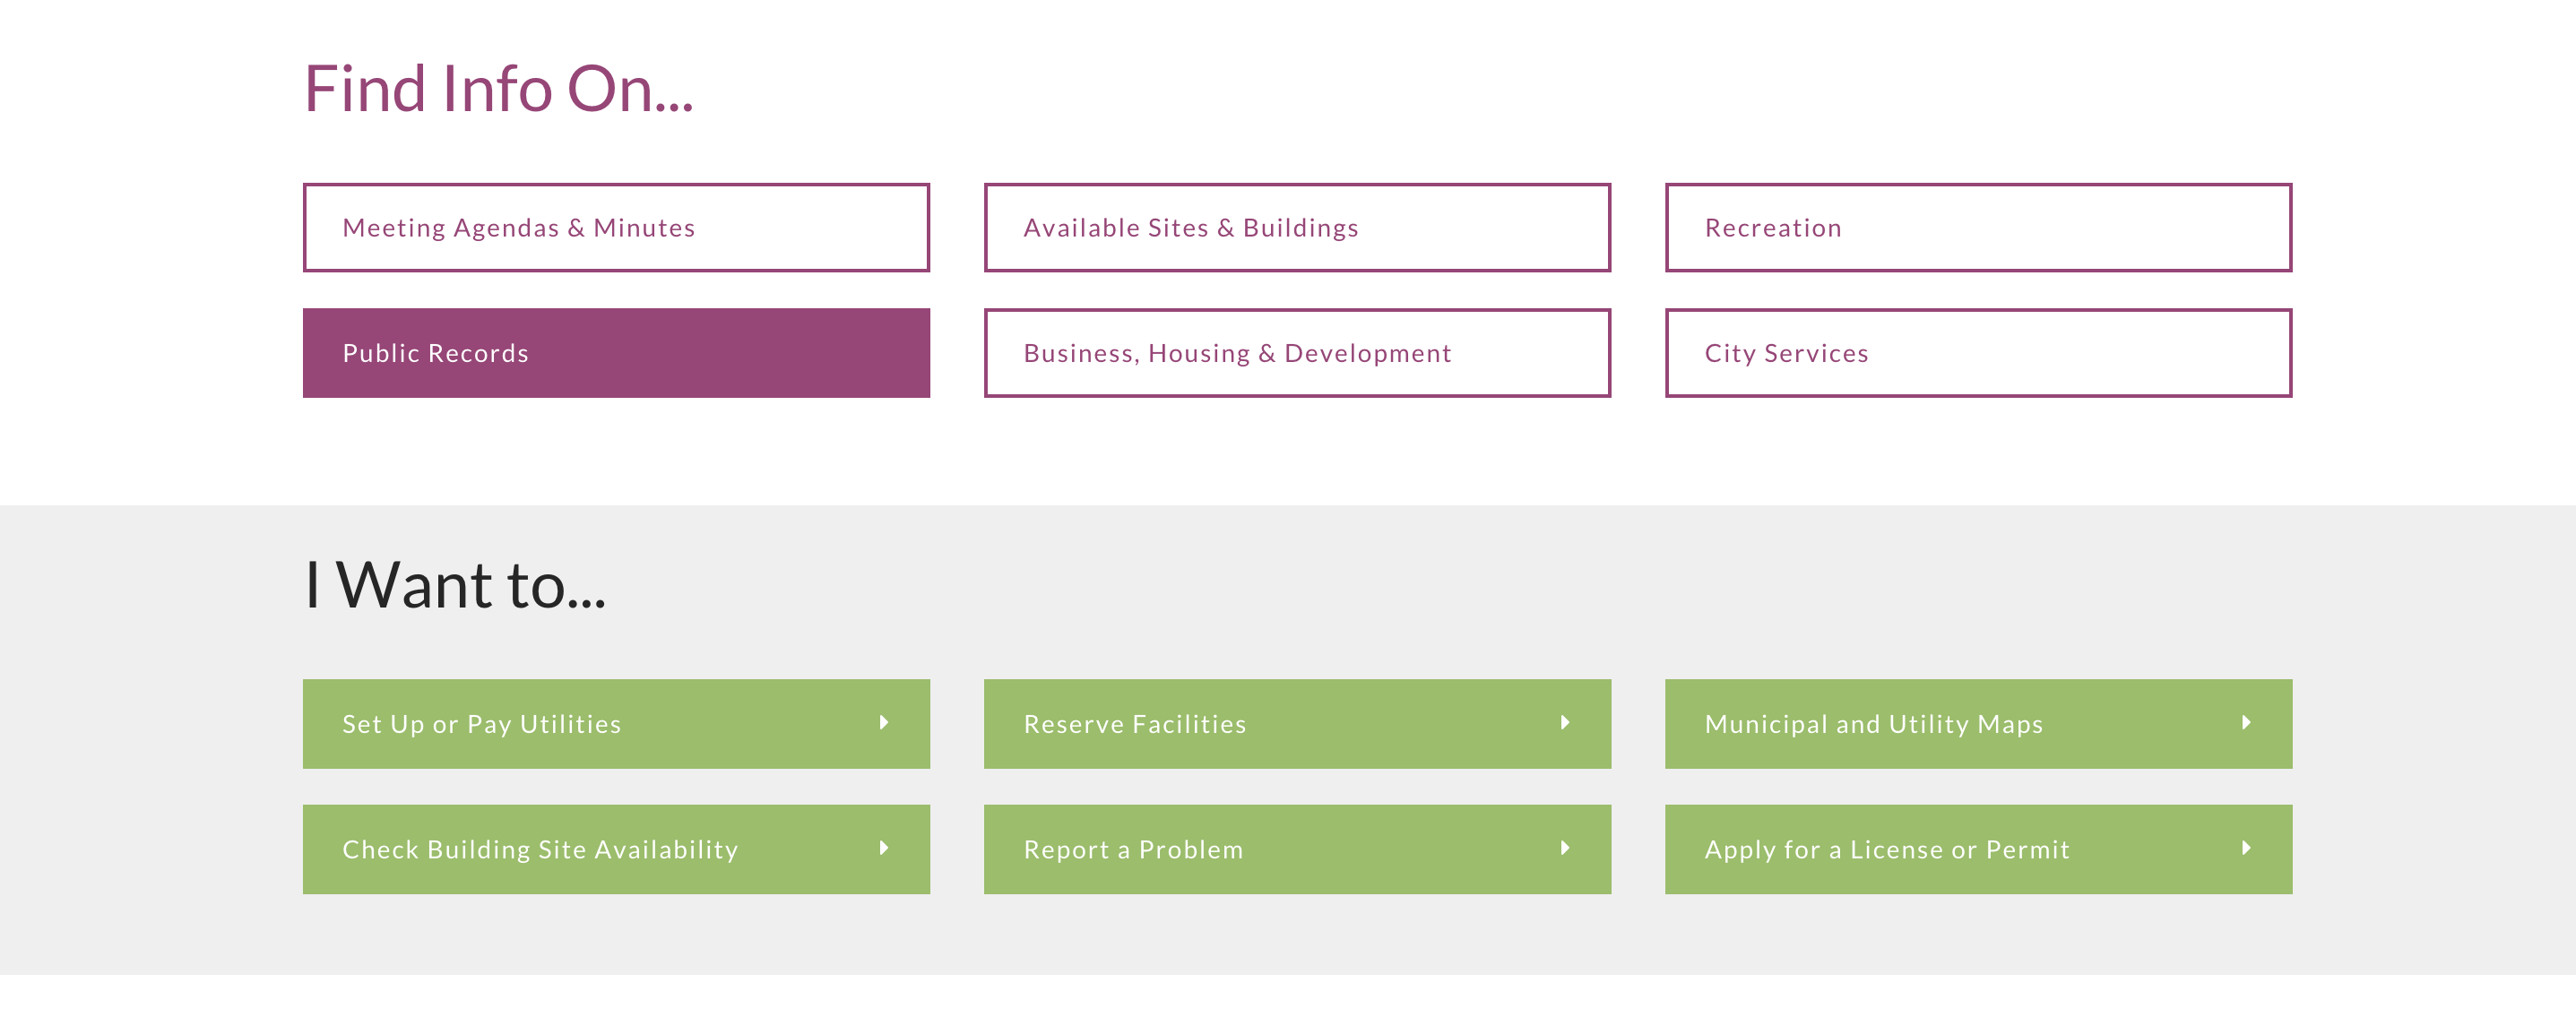 Find Info On...
Meeting Agendas & Minutes
Available Sites & Buildings
Recreation
Public Records
Business, Housing & Development
City Services
I Want to...
Set Up or Pay Utilities
Reserve Facilities
Municipal and Utility Maps
Check Building Site Availability
Report a Problem
Apply for a License or Permit